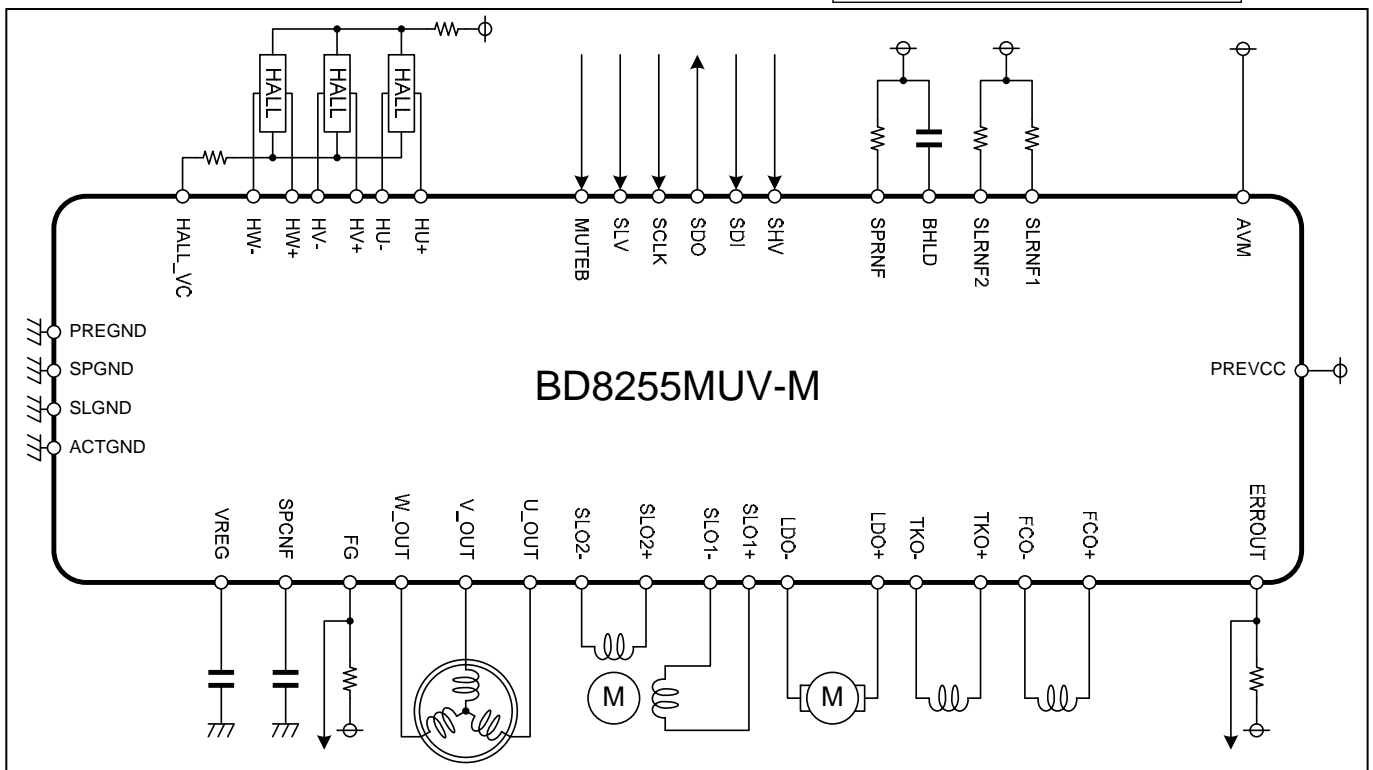 HALL
HALL
HALL
HALL_VC
HW-
HW+
HV-
HV+
HU-
HU+
MUTEB
SLV
SCLK
SDO
SDI
SHV
SPRNF
BHLD
SLRNF2
SLRNF1
AVM
PREGND
SPGND
SLGND
ACTGND
BD8255MUV-M
PREVCC
VREG
SPCNF
FG
W_OUT
V_OUT
U_OUT
SLO2-
SLO2+
SLO1-
SLO1+
LDO-
LDO+
TKO-
TKO+
FCO-
FCO+
ERROUT
M
M